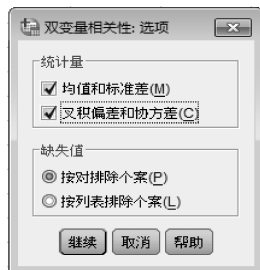 双变量相关性: 选项
统计量
均值和标准差(M)
叉积偏差和协方差(C)
缺失值
按对排除个案(P)
按列表排除个案(L)
继续 取消 帮助